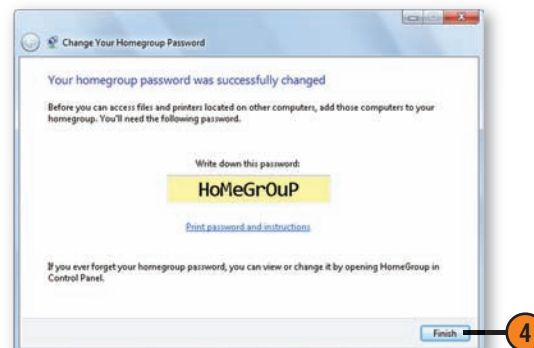 Change Your Homegroup Password
Your homegroup password was successfully changed
Before you can access files and printers located on other computers, add those computers to your
homegroup. You'll need the following password.
Write down this password:
HoMeGrOuP
Print password and instructions
If you ever forget your homegroup password, you can view or change it by opening HomeGroup in
Control Panel.
Finish
4